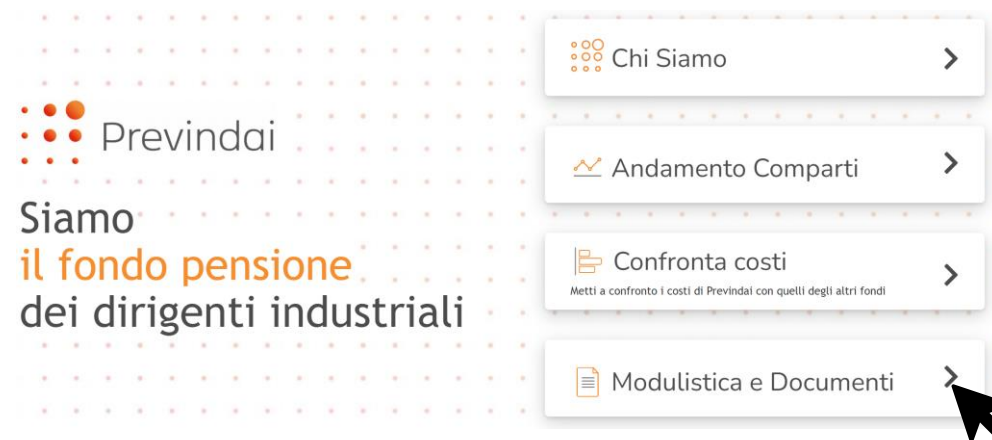 Previndai
Siamo
il fondo pensione
dei dirigenti industriali
Chi Siamo
Andamento Comparti
Confronta costi
Metti a confronto i costi di Previndai con quelli degli altri fondi
Modulistica e Documenti